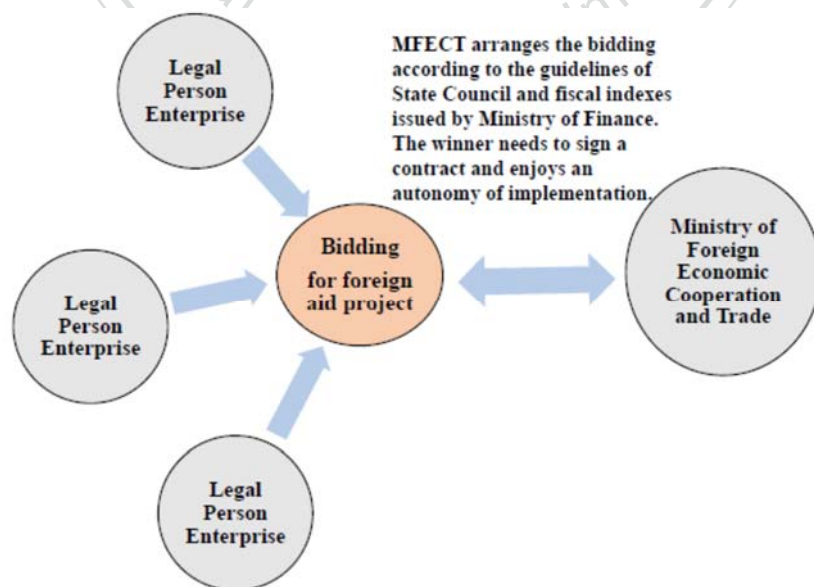 Legal
Person
Enterprise
MFECT arranges the bidding
according to the guidelines of
State Council and fiscal indexes
issued by Ministry of Finance.
The winner needs to sign a
contract and enjoys an
autonomy of implementation.
Bidding
for foreign
aid project
Ministry of
Foreign
Economic
Cooperation
and Trade
Legal
Person
Enterprise
Legal
Person
Enterprise